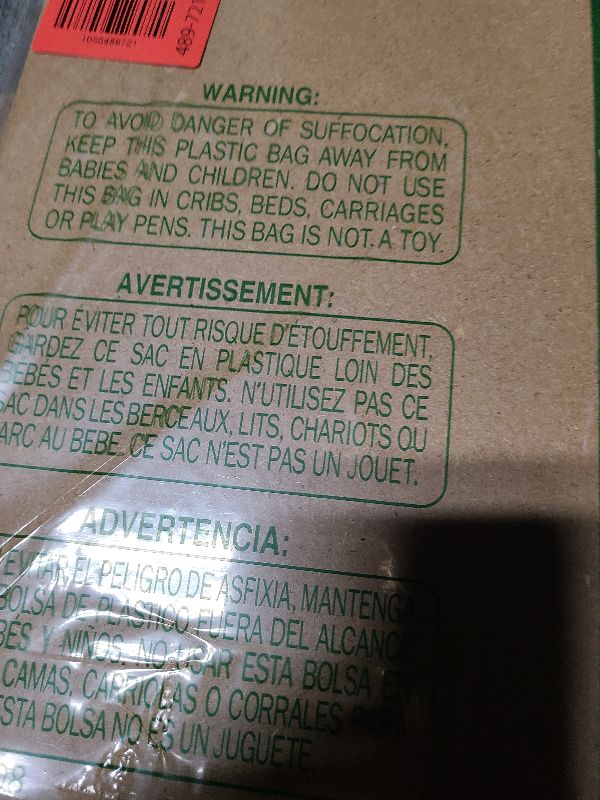 1086489721
489-721
WARNING:
TO AVOID DANGER OF SUFFOCATION,
KEEP THIS PLASTIC BAG AWAY FROM
BABIES AND CHILDREN. DO NOT USE
THIS BAG IN CRIBS, BEDS, CARRIAGES
OR PLAY PENS. THIS BAG IS NOT A TOY.
AVERTISSEMENT:
POUR ÉVITER TOUT RISQUE D'ÉTOUFFEMENT,
GARDEZ CE SAC EN PLASTIQUE LOIN DES
BEBÉS ET LES ENFANTS. N'UTILISEZ PAS CE
SAC DANS LES BERCEAUX, LITS, CHARIOTS OU
ARC AU BEBE. CE SAC N'EST PAS UN JOUET.
ADVERTENCIA:
EVITAR EL PELIGRO DE ASFIXIA, MANTENGA
BOLSA DE PLASTICO FUERA DEL ALCANCE
BÉS Y NIÑOS. NO USAR ESTA BOLSA EN
CAMAS, CARRIOLAS O CORRALES PARA
ESTA BOLSA NO ES UN JUGUETE